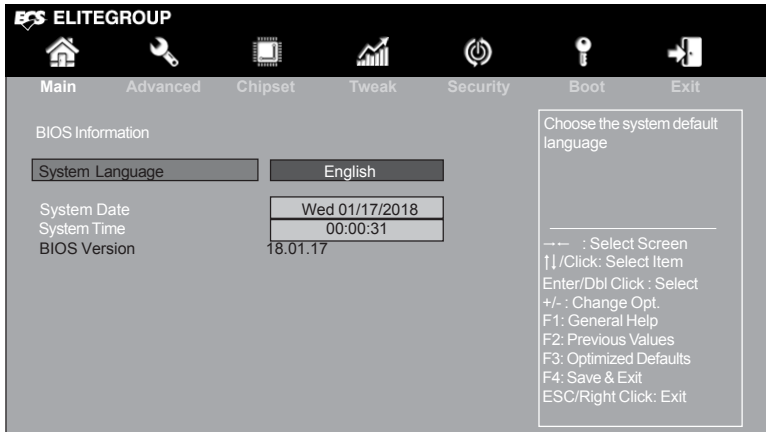 ECS ELITEGROUP
Main Advanced Chipset Tweak Security Boot Exit
BIOS Information
System Language English
System Date Wed 01/17/2018
System Time 00:00:31
BIOS Version 18.01.17
Choose the system default
language
→← : Select Screen
↑↓/Click: Select Item
Enter/Dbl Click : Select
+/- : Change Opt.
F1: General Help
F2: Previous Values
F3: Optimized Defaults
F4: Save & Exit
ESC/Right Click: Exit